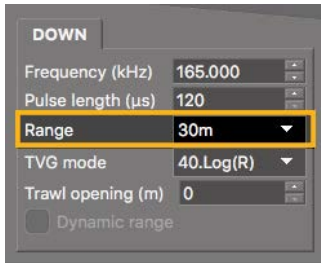 DOWN
Frequency (kHz) 165.000
Pulse length (µs) 120
Range 30m
TVG mode 40.Log(R)
Trawl opening (m) 0
Dynamic range